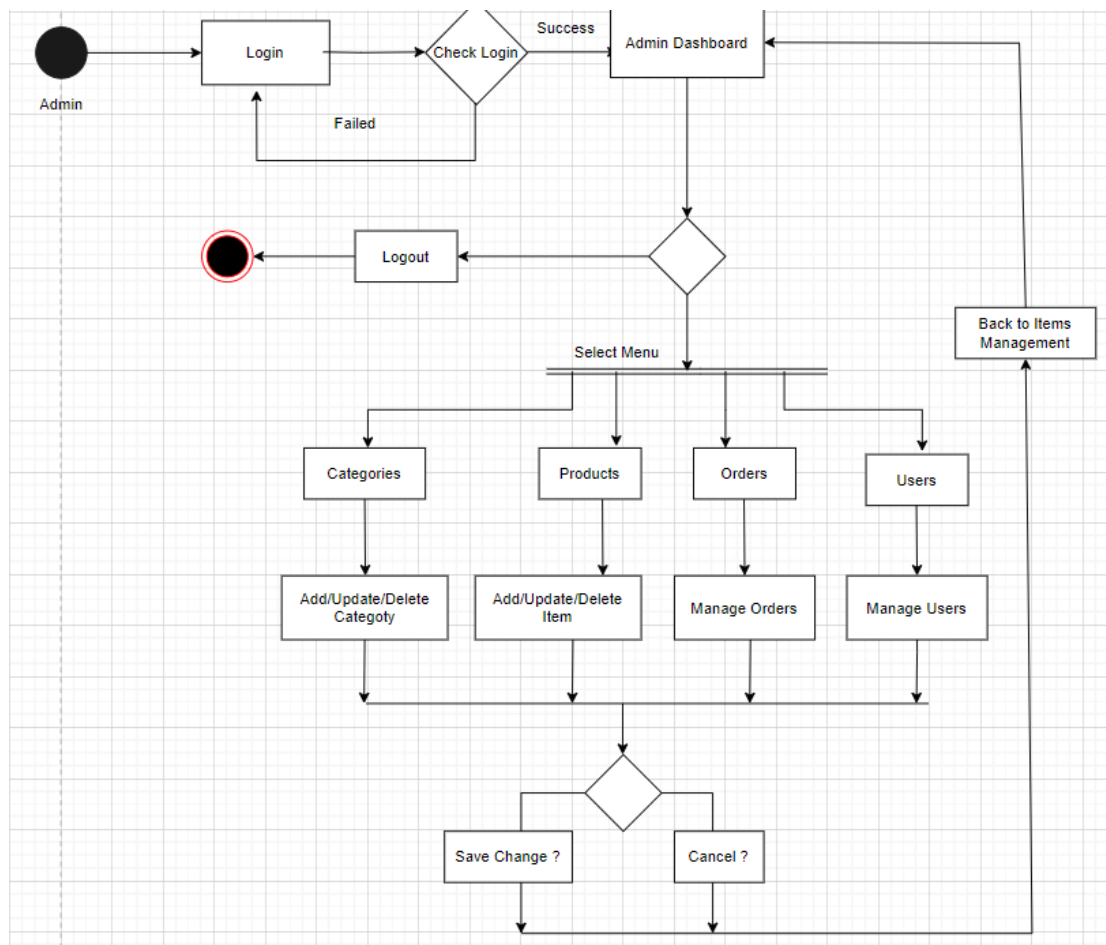 Success
Login
Check Login
Admin Dashboard
Admin
Failed
Logout
Back to Items
Management
Select Menu
Categories
Products
Orders
Users
Add/Update/Delete
Categoty
Add/Update/Delete
Item
Manage Orders
Manage Users
Save Change ?
Cancel ?